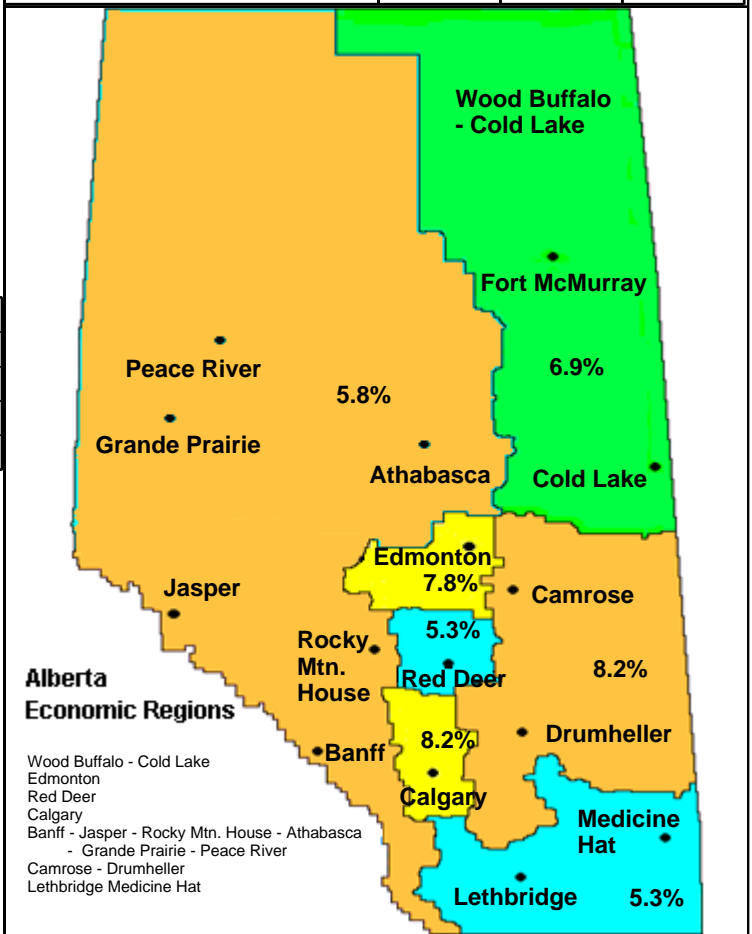 Wood Buffalo
- Cold Lake
Fort McMurray
6.9%
Peace River
5.8%
Grande Prairie
Athabasca
Cold Lake
Edmonton
7.8%
Jasper
Camrose
5.3%
Rocky
Mtn.
House
Red Deer
8.2%
Alberta
Economic Regions
8.2%
Drumheller
Banff
Calgary
Wood Buffalo - Cold Lake
Edmonton
Red Deer
Calgary
Banff - Jasper - Rocky Mtn. House - Athabasca
- Grande Prairie - Peace River
Camrose - Drumheller
Lethbridge Medicine Hat
Medicine
Hat
Lethbridge
5.3%